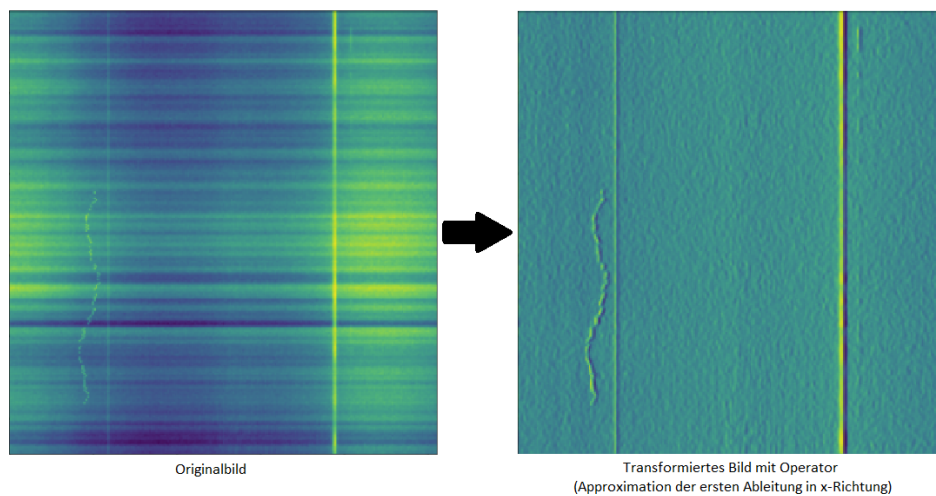 Originalbild
Transformiertes Bild mit Operator
(Approximation der ersten Ableitung in x-Richtung)